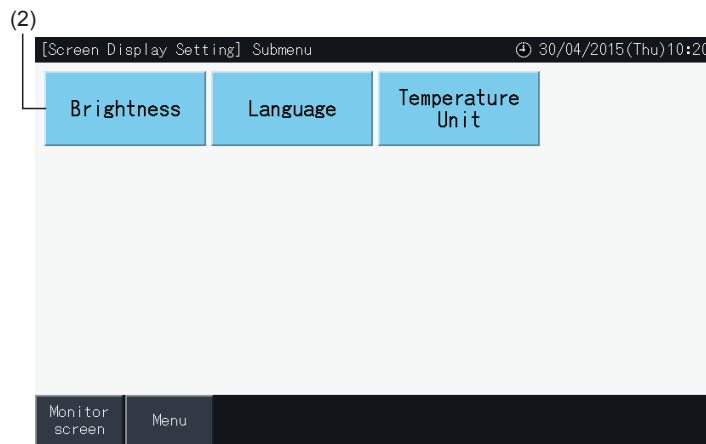 (2)
[Screen Display Setting] Submenu 30/04/2015(Thu)10:20
Brightness Language Temperature
Unit
Monitor
screen
Menu